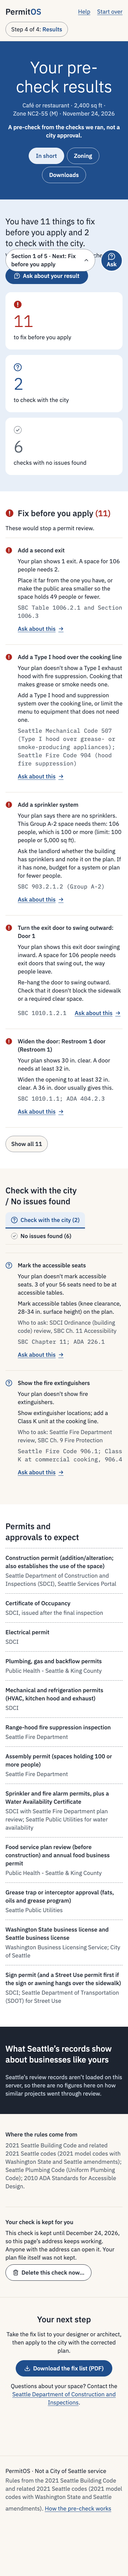 PermitOS
Help Start over
Step 4 of 4: Results
Your pre-
check results
Café or restaurant · 2,400 sq ft ·
Zone NC2–55 (M) · November 24, 2026
A pre-check from the checks we ran, not a
city approval.
In short
Zoning
Downloads
You have 11 things to fix
before you apply and 2
to check with the city.
Section 1 of 5 · Next: Fix
before you apply
Ask
Ask about your result
11
to fix before you apply
2
to check with the city
6
checks with no issues found
Fix before you apply (11)
These would stop a permit review.
Add a second exit
Your plan shows 1 exit. A space for 106
people needs 2.
Place it far from the one you have, or
make the public area smaller so the
space holds 49 people or fewer.
SBC Table 1006.2.1 and Section
1006.3
Ask about this →
Add a Type I hood over the cooking line
Your plan doesn't show a Type I exhaust
hood with fire suppression. Cooking that
makes grease or smoke needs one.
Add a Type I hood and suppression
system over the cooking line, or limit the
menu to equipment that does not need
one.
Seattle Mechanical Code 507
(Type I hood over grease- or
smoke-producing appliances);
Seattle Fire Code 904 (hood
fire suppression)
Ask about this →
Add a sprinkler system
Your plan says there are no sprinklers.
This Group A-2 space needs them: 106
people, which is 100 or more (limit: 100
people or 5,000 sq ft).
Ask the landlord whether the building
has sprinklers and note it on the plan. If
it has none, budget for a system or plan
for fewer people.
SBC 903.2.1.2 (Group A-2)
Ask about this →
Turn the exit door to swing outward:
Door 1
Your plan shows this exit door swinging
inward. A space for 106 people needs
exit doors that swing out, the way
people leave.
Re-hang the door to swing outward.
Check that it doesn't block the sidewalk
or a required clear space.
SBC 1010.1.2.1 Ask about this →
Widen the door: Restroom 1 door
(Restroom 1)
Your plan shows 30 in. clear. A door
needs at least 32 in.
Widen the opening to at least 32 in.
clear. A 36 in. door usually gives this.
SBC 1010.1.1; ADA 404.2.3
Ask about this →
Show all 11
Check with the city
/ No issues found
Check with the city (2)
No issues found (6)
Mark the accessible seats
Your plan doesn't mark accessible
seats. 3 of your 56 seats need to be at
accessible tables.
Mark accessible tables (knee clearance,
28–34 in. surface height) on the plan.
Who to ask: SDCI Ordinance (building
code) review, SBC Ch. 11 Accessibility
SBC Chapter 11; ADA 226.1
Ask about this →
Show the fire extinguishers
Your plan doesn't show fire
extinguishers.
Show extinguisher locations; add a
Class K unit at the cooking line.
Who to ask: Seattle Fire Department
review, SBC Ch. 9 Fire Protection
Seattle Fire Code 906.1; Class
K at commercial cooking, 906.4
Ask about this →
Permits and
approvals to expect
Construction permit (addition/alteration;
also establishes the use of the space)
Seattle Department of Construction and
Inspections (SDCI), Seattle Services Portal
Certificate of Occupancy
SDCI, issued after the final inspection
Electrical permit
SDCI
Plumbing, gas and backflow permits
Public Health - Seattle & King County
Mechanical and refrigeration permits
(HVAC, kitchen hood and exhaust)
SDCI
Range-hood fire suppression inspection
Seattle Fire Department
Assembly permit (spaces holding 100 or
more people)
Seattle Fire Department
Sprinkler and fire alarm permits, plus a
Water Availability Certificate
SDCI with Seattle Fire Department plan
review; Seattle Public Utilities for water
availability
Food service plan review (before
construction) and annual food business
permit
Public Health - Seattle & King County
Grease trap or interceptor approval (fats,
oils and grease program)
Seattle Public Utilities
Washington State business license and
Seattle business license
Washington Business Licensing Service; City
of Seattle
Sign permit (and a Street Use permit first if
the sign or awning hangs over the sidewalk)
SDCI; Seattle Department of Transportation
(SDOT) for Street Use
What Seattle's records show
about businesses like yours
Seattle's review records aren't loaded on this
server, so there are no figures here on how
similar projects went through review.
Where the rules come from
2021 Seattle Building Code and related
2021 Seattle codes (2021 model codes with
Washington State and Seattle amendments);
Seattle Plumbing Code (Uniform Plumbing
Code); 2010 ADA Standards for Accessible
Design.
Your check is kept for you
This check is kept until December 24, 2026,
so this page's address keeps working.
Anyone with the address can open it. Your
plan file itself was not kept.
Delete this check now...
Your next step
Take the fix list to your designer or architect,
then apply to the city with the corrected
plan.
Download the fix list (PDF)
Questions about your space? Contact the
Seattle Department of Construction and
Inspections.
PermitOS · Not a City of Seattle service
Rules from the 2021 Seattle Building Code
and related 2021 Seattle codes (2021 model
codes with Washington State and Seattle
amendments). How the pre-check works